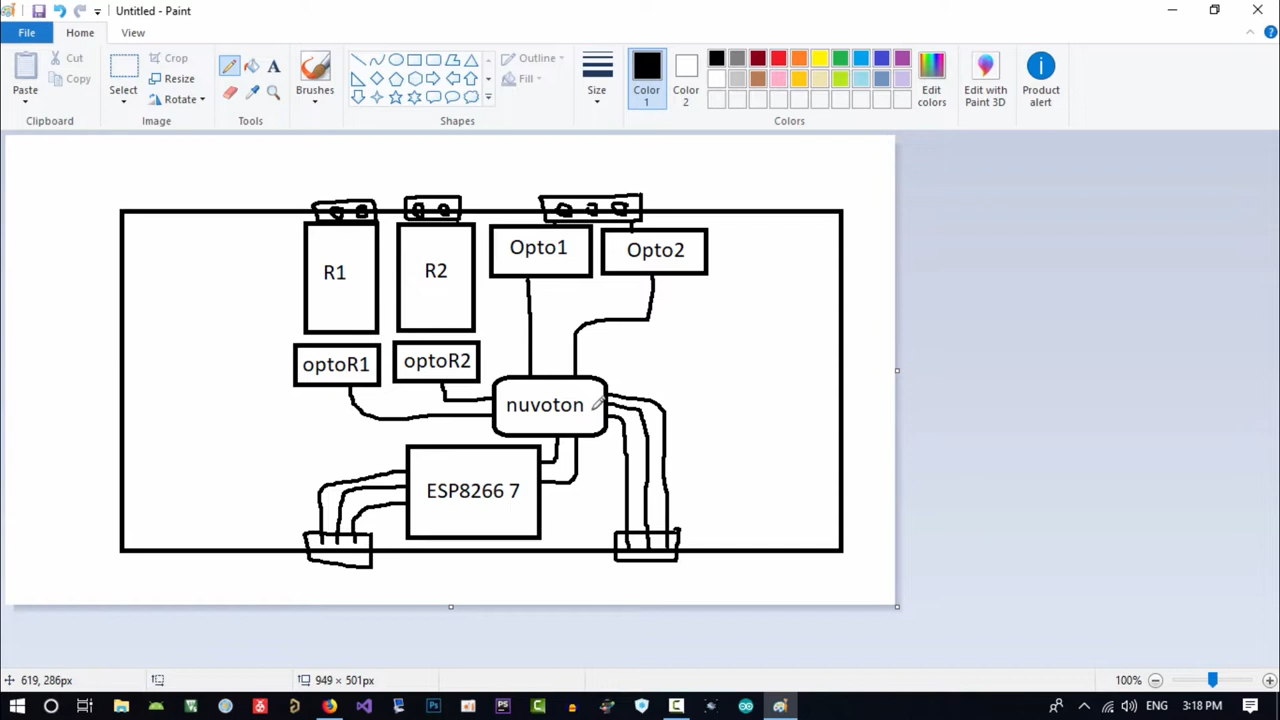 Untitled - Paint
File
Home
View
Paste
Cut
Copy
Clipboard
Select
Crop
Resize
Rotate
Image
Tools
Brushes
Shapes
Outline
Fill
Size
Color 1
Color 2
Colors
Edit colors
Edit with Paint 3D
Product alert
R1
R2
Opto1
Opto2
optoR1
optoR2
nuvoton
ESP8266 7
619, 286px
949 × 501px
100%
Ps
PS
ENG
3:18 PM